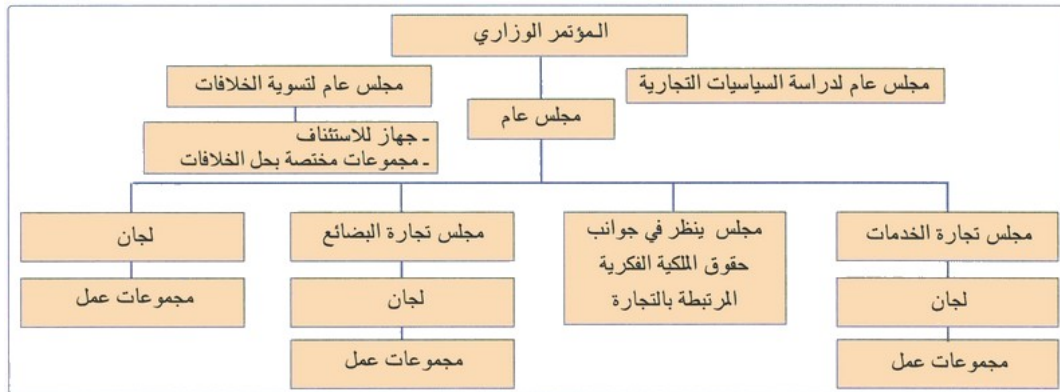 المؤتمر الوزاري
مجلس عام لدراسة السياسيات التجارية
مجلس عام لتسوية الخلافات
مجلس عام
ـ جهاز للاستئناف
ـ مجموعات مختصة بحل الخلافات
مجلس تجارة الخدمات
لجان
مجموعات عمل
مجلس ينظر في جوانب
حقوق الملكية الفكرية
المرتبطة بالتجارة
مجلس تجارة البضائع
لجان
مجموعات عمل
لجان
مجموعات عمل